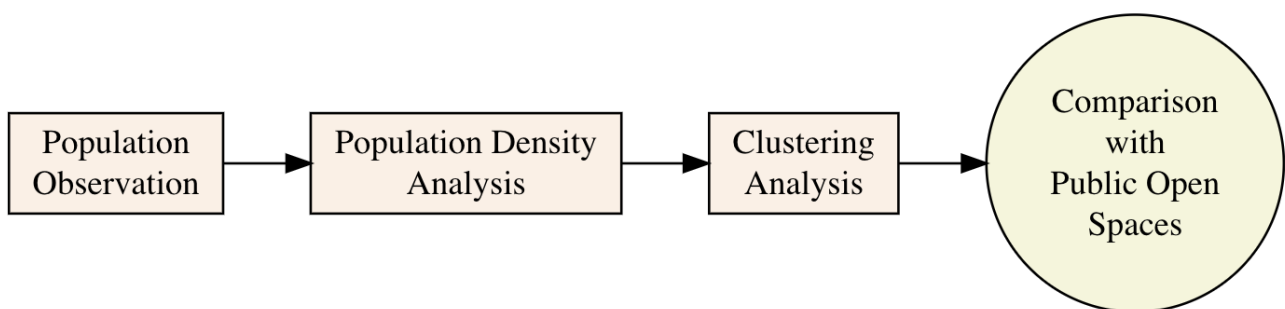 Population
Observation
Population Density
Analysis
Clustering
Analysis
Comparison
with
Public Open
Spaces